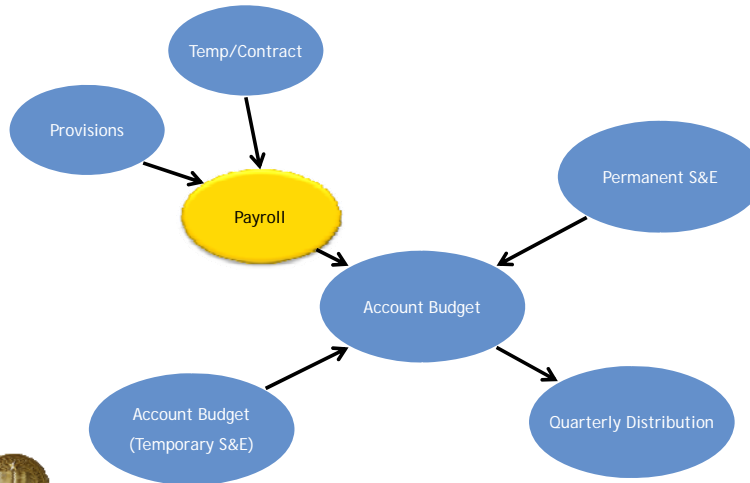 Temp/Contract
Provisions
Permanent S&E
Payroll
Account Budget
Account Budget
(Temporary S&E)
Quarterly Distribution